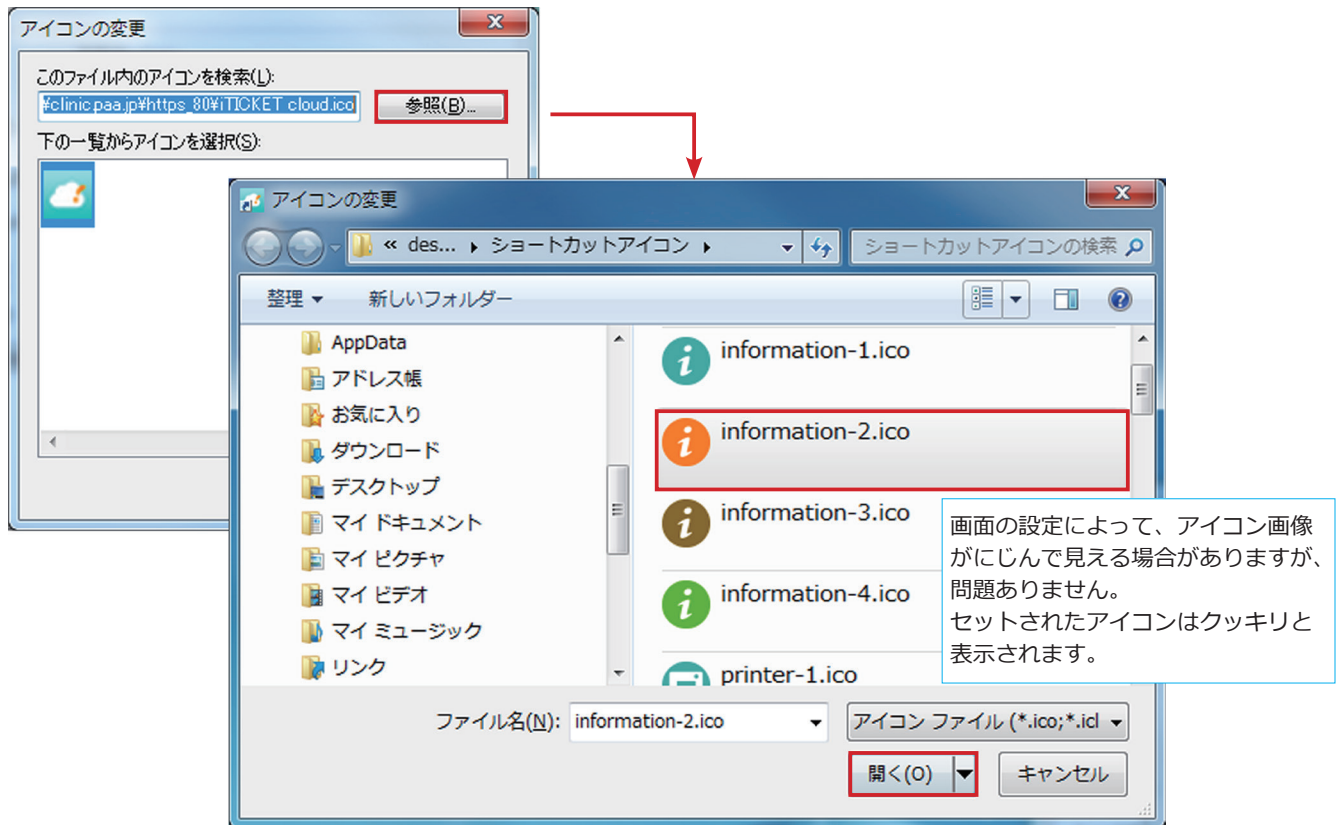 アイコンの変更
このファイル内のアイコンを検索(L):
¥clinic.paa.jp¥https_80¥iTICKET cloud.ico
参照(B)...
下の一覧からアイコンを選択(S):
アイコンの変更
« des... ▸ ショートカットアイコン ▸
ショートカットアイコンの検索
整理 ▼
新しいフォルダー
AppData
アドレス帳
お気に入り
ダウンロード
デスクトップ
マイ ドキュメント
マイ ピクチャ
マイ ビデオ
マイ ミュージック
リンク
information-1.ico
information-2.ico
information-3.ico
information-4.ico
printer-1.ico
画面の設定によって、アイコン画像
がにじんで見える場合がありますが、
問題ありません。
セットされたアイコンはクッキリと
表示されます。
ファイル名(N):
information-2.ico
アイコン ファイル (*.ico;*.icl
開く(O)
キャンセル